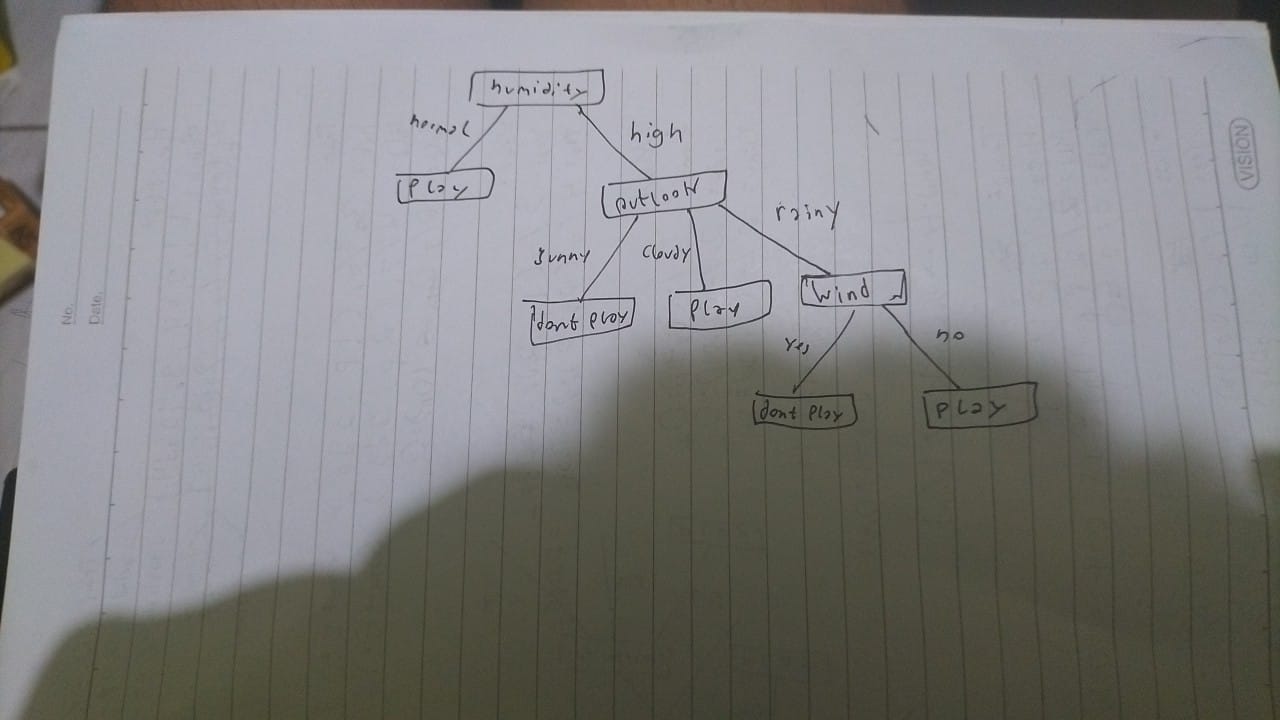 humidity
normal
high
play
outlook
rainy
sunny
cloudy
dont play
play
wind
yes
no
dont play
play
No.
Date.
VISION